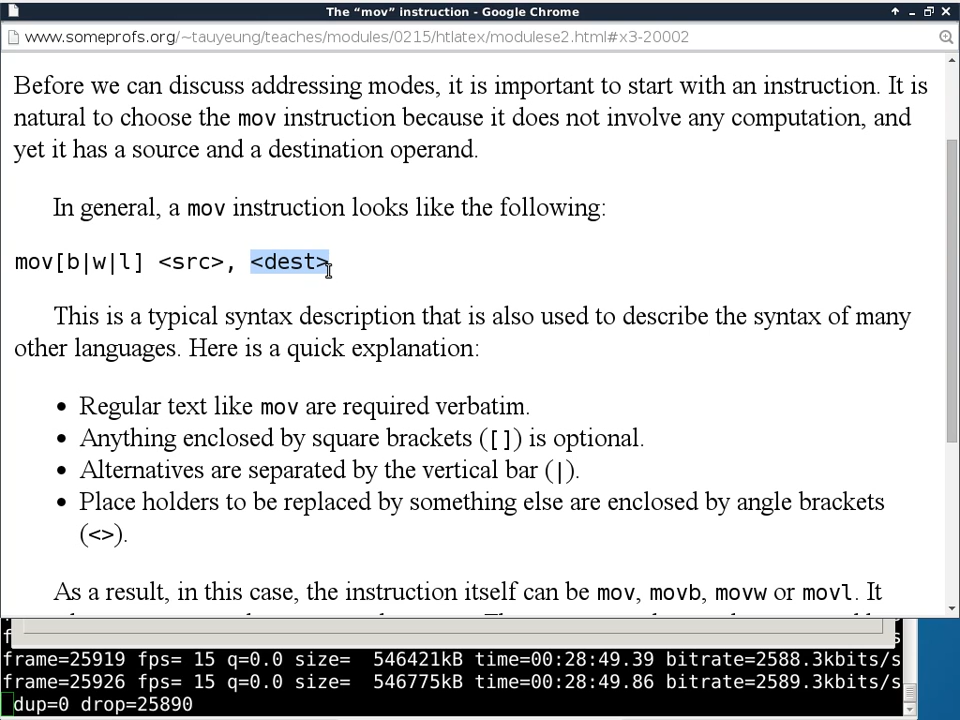 The “mov” instruction - Google Chrome
www.someprofs.org/~tauyeung/teaches/modules/0215/htlatex/modulese2.html#x3-20002
Before we can discuss addressing modes, it is important to start with an instruction. It is
natural to choose the mov instruction because it does not involve any computation, and
yet it has a source and a destination operand.
In general, a mov instruction looks like the following:
mov[b|w|l] <src>, <dest>
This is a typical syntax description that is also used to describe the syntax of many
other languages. Here is a quick explanation:
• Regular text like mov are required verbatim.
• Anything enclosed by square brackets ([]) is optional.
• Alternatives are separated by the vertical bar (|).
• Place holders to be replaced by something else are enclosed by angle brackets
(<>).
As a result, in this case, the instruction itself can be mov, movb, movw or movl. It
frame=25919 fps= 15 q=0.0 size=  546421kB time=00:28:49.39 bitrate=2588.3kbits/s
frame=25926 fps= 15 q=0.0 size=  546775kB time=00:28:49.86 bitrate=2589.3kbits/s
dup=0 drop=25890